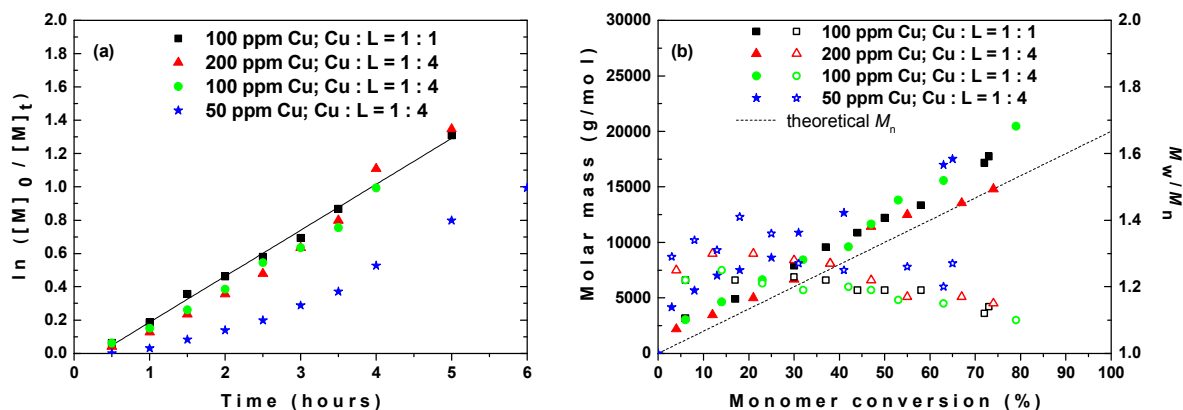 (a)
100 ppm Cu; Cu : L = 1 : 1
200 ppm Cu; Cu : L = 1 : 4
100 ppm Cu; Cu : L = 1 : 4
50 ppm Cu; Cu : L = 1 : 4
ln ([M]0 / [M]t)
2.0
1.8
1.6
1.4
1.2
1.0
0.8
0.6
0.4
0.2
0.0
0 1 2 3 4 5 6
Time (hours)
(b)
100 ppm Cu; Cu : L = 1 : 1
200 ppm Cu; Cu : L = 1 : 4
100 ppm Cu; Cu : L = 1 : 4
50 ppm Cu; Cu : L = 1 : 4
theoretical Mn
Molar mass (g/mol)
30000
25000
20000
15000
10000
5000
0
0 10 20 30 40 50 60 70 80 90 100
Monomer conversion (%)
2.0
1.8
1.6
1.4
1.2
1.0
Mw/Mn